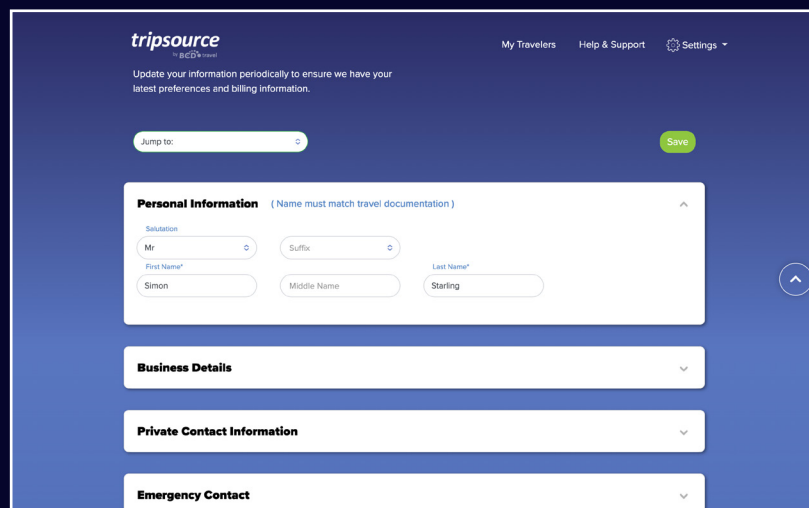 tripsource
by BCD travel
My Travelers Help & Support Settings
Update your information periodically to ensure we have your
latest preferences and billing information.
Jump to: Save
Personal Information ( Name must match travel documentation )
Salutation
Mr Suffix
First Name* Last Name*
Simon Middle Name Starling
Business Details
Private Contact Information
Emergency Contact